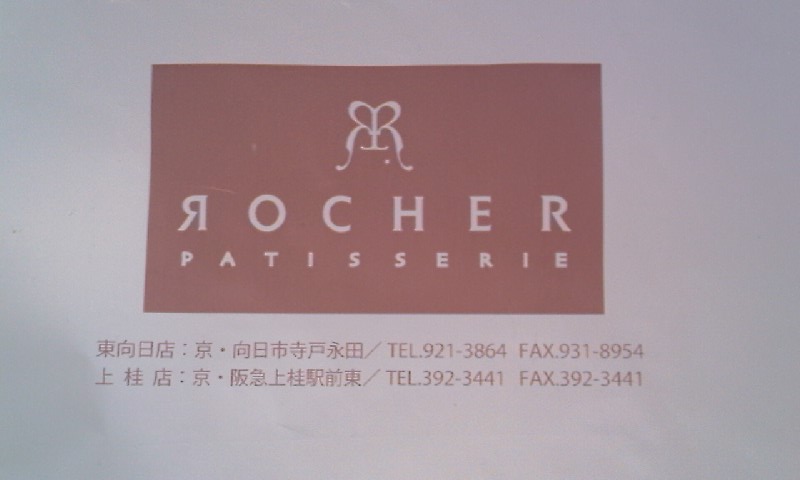 ЯOCHER
PATISSERIE
東向日店：京・向日市寺戸永田／TEL.921-3864 FAX.931-8954
上 桂 店：京・阪急上桂駅前東／TEL.392-3441 FAX.392-3441